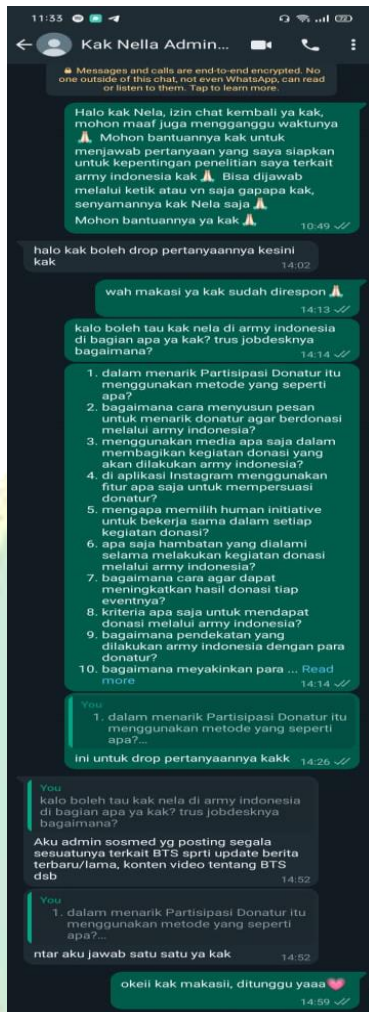 11:33
Kak Nella Admin...
Messages and calls are end-to-end encrypted. No
one outside of this chat, not even WhatsApp, can read
or listen to them. Tap to learn more.
Halo kak Nela, izin chat kembali ya kak,
mohon maaf juga mengganggu waktunya
🙏🏻 Mohon bantuannya kak untuk
menjawab pertanyaan yang saya siapkan
untuk kepentingan penelitian saya terkait
army indonesia kak 🙏🏻 Bisa dijawab
melalui ketik atau vn saja gapapa kak,
senyamannya kak Nela saja 🙏🏻
Mohon bantuannya ya kak 🙏🏻
10:49
halo kak boleh drop pertanyaannya kesini
kak
14:02
wah makasi ya kak sudah direspon 🙏🏻
14:13
kalo boleh tau kak nela di army indonesia
di bagian apa ya kak? trus jobdesknya
bagaimana?
14:14
1. dalam menarik Partisipasi Donatur itu
menggunakan metode yang seperti
apa?
2. bagaimana cara menyusun pesan
untuk menarik donatur agar berdonasi
melalui army indonesia?
3. menggunakan media apa saja dalam
membagikan kegiatan donasi yang
akan dilakukan army indonesia?
4. di aplikasi Instagram menggunakan
fitur apa saja untuk mempersuasi
donatur?
5. mengapa memilih human initiative
untuk bekerja sama dalam setiap
kegiatan donasi?
6. apa saja hambatan yang dialami
selama melakukan kegiatan donasi
melalui army indonesia?
7. bagaimana cara agar dapat
meningkatkan hasil donasi tiap
eventnya?
8. kriteria apa saja untuk mendapat
donasi melalui army indonesia?
9. bagaimana pendekatan yang
dilakukan army indonesia dengan para
donatur?
10. bagaimana meyakinkan para ... Read
more
14:14
You
1. dalam menarik Partisipasi Donatur itu
menggunakan metode yang seperti
apa?...
ini untuk drop pertanyaannya kakk
14:26
You
kalo boleh tau kak nela di army indonesia
di bagian apa ya kak? trus jobdesknya
bagaimana?
Aku admin sosmed yg posting segala
sesuatunya terkait BTS sprti update berita
terbaru/lama, konten video tentang BTS
dsb
14:52
You
1. dalam menarik Partisipasi Donatur itu
menggunakan metode yang seperti
apa?...
ntar aku jawab satu satu ya kak
14:52
okeii kak makasii, ditunggu yaaa💗
14:59